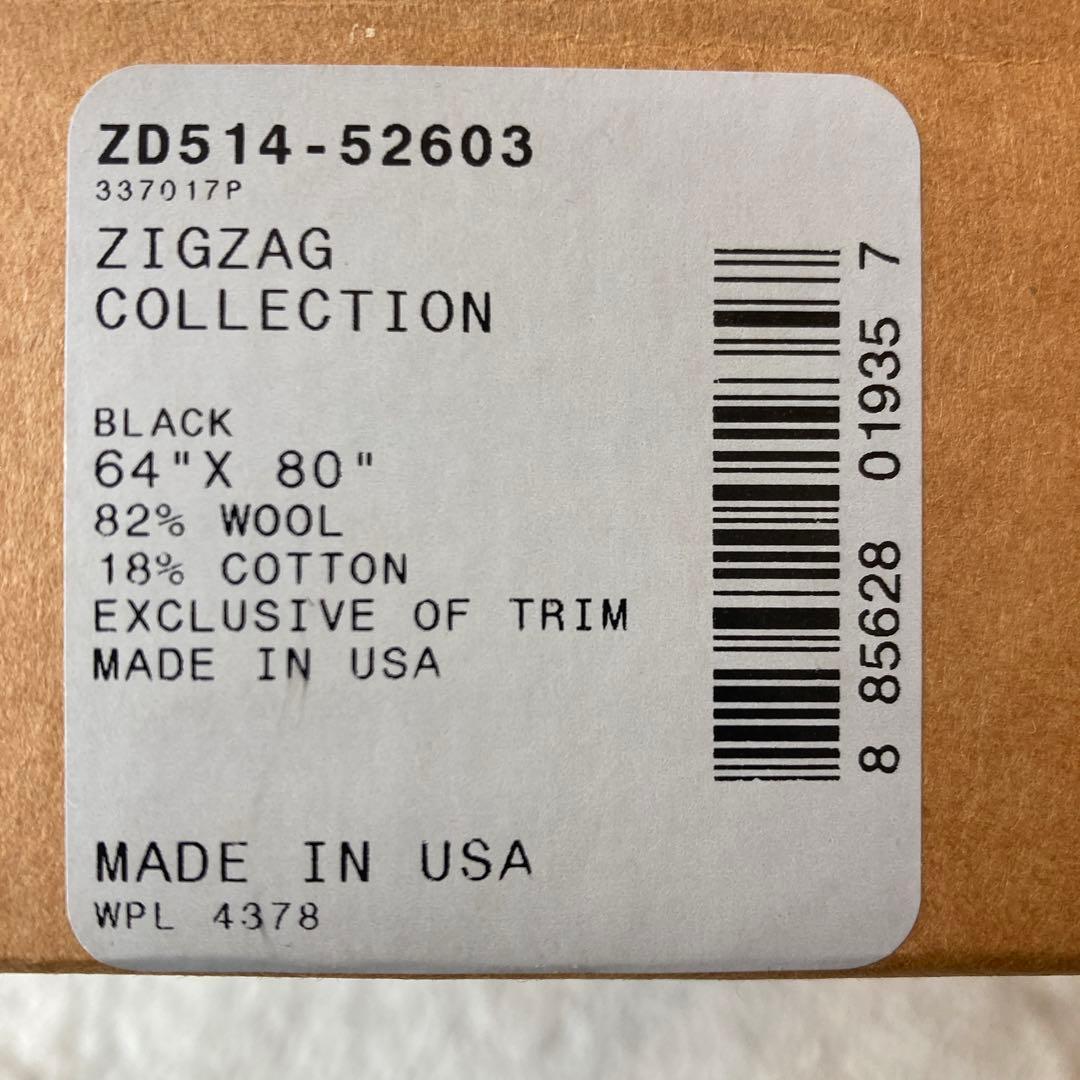 ZD514-52603
337017P
ZIGZAG
COLLECTION
BLACK
64"X 80"
82% WOOL
18% COTTON
EXCLUSIVE OF TRIM
MADE IN USA
MADE IN USA
WPL 4378
8 85628 01935 7